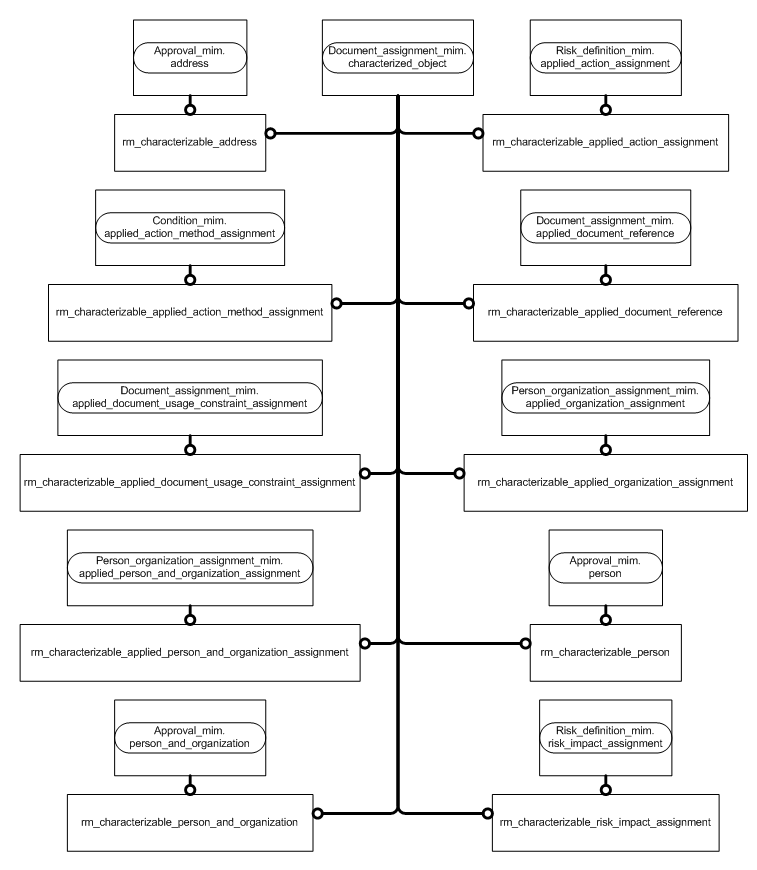 Approval_mim.
address
Document_assignment_mim.
characterized_object
Risk_definition_mim.
applied_action_assignment
rm_characterizable_address
rm_characterizable_applied_action_assignment
Condition_mim.
applied_action_method_assignment
Document_assignment_mim.
applied_document_reference
rm_characterizable_applied_action_method_assignment
rm_characterizable_applied_document_reference
Document_assignment_mim.
applied_document_usage_constraint_assignment
Person_organization_assignment_mim.
applied_organization_assignment
rm_characterizable_applied_document_usage_constraint_assignment
rm_characterizable_applied_organization_assignment
Person_organization_assignment_mim.
applied_person_and_organization_assignment
Approval_mim.
person
rm_characterizable_applied_person_and_organization_assignment
rm_characterizable_person
Approval_mim.
person_and_organization
Risk_definition_mim.
risk_impact_assignment
rm_characterizable_person_and_organization
rm_characterizable_risk_impact_assignment